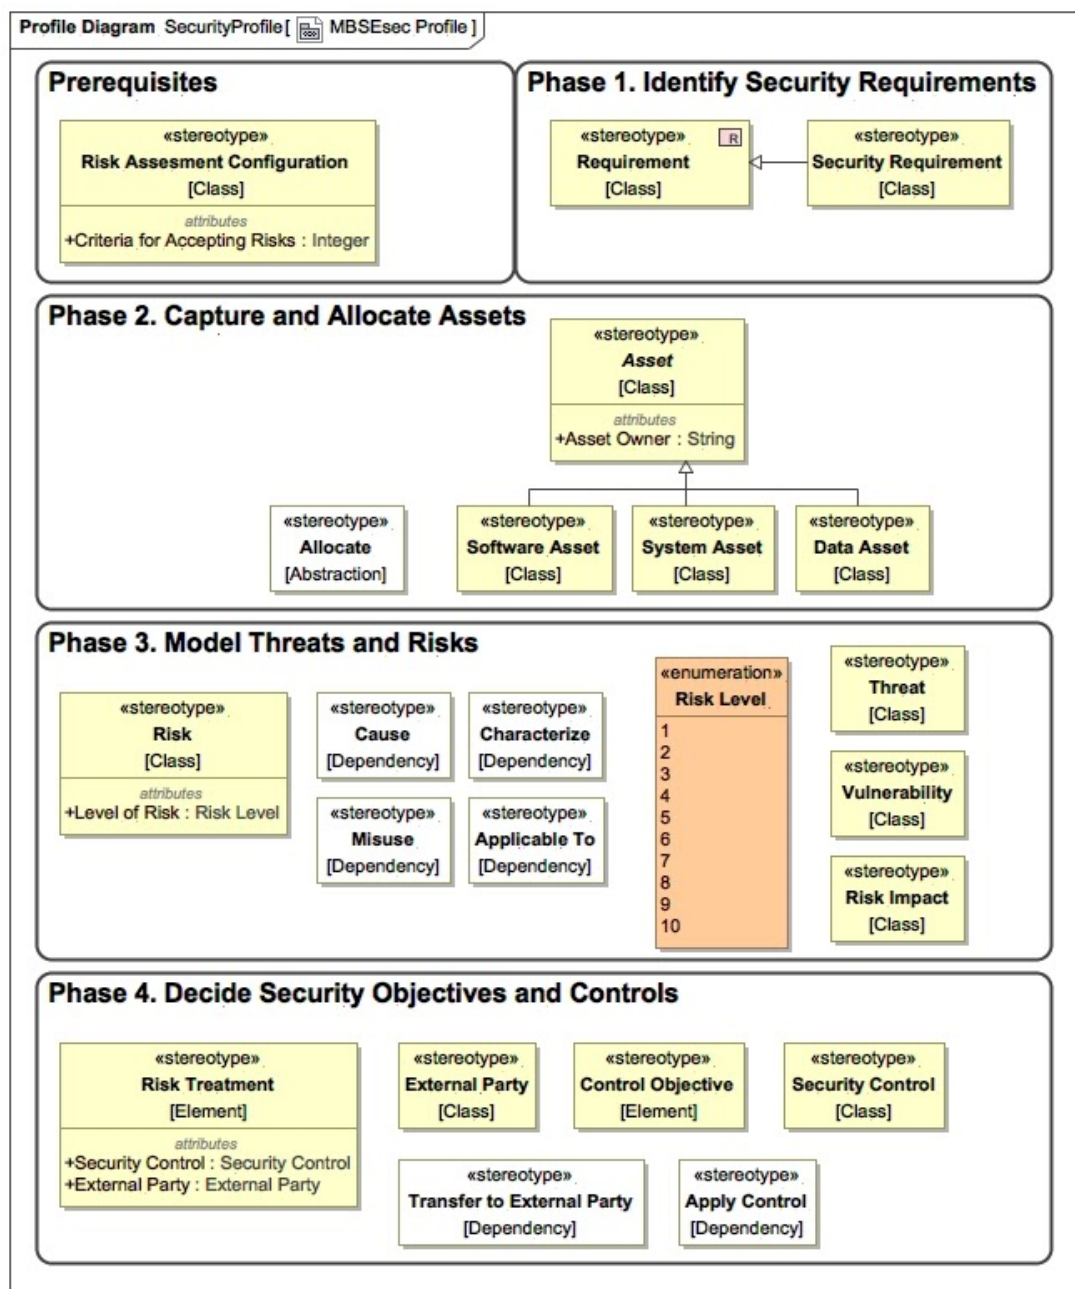 Profile Diagram SecurityProfile[ MBSEsec Profile ]
Prerequisites
«stereotype»
Risk Assesment Configuration
[Class]
attributes
+Criteria for Accepting Risks : Integer
Phase 1. Identify Security Requirements
«stereotype»
R
Requirement
[Class]
«stereotype»
Security Requirement
[Class]
Phase 2. Capture and Allocate Assets
«stereotype»
Asset
[Class]
attributes
+Asset Owner : String
«stereotype»
Allocate
[Abstraction]
«stereotype»
Software Asset
[Class]
«stereotype»
System Asset
[Class]
«stereotype»
Data Asset
[Class]
Phase 3. Model Threats and Risks
«stereotype»
Risk
[Class]
attributes
+Level of Risk : Risk Level
«stereotype»
Cause
[Dependency]
«stereotype»
Characterize
[Dependency]
«stereotype»
Misuse
[Dependency]
«stereotype»
Applicable To
[Dependency]
«enumeration»
Risk Level
1
2
3
4
5
6
7
8
9
10
«stereotype»
Threat
[Class]
«stereotype»
Vulnerability
[Class]
«stereotype»
Risk Impact
[Class]
Phase 4. Decide Security Objectives and Controls
«stereotype»
Risk Treatment
[Element]
attributes
+Security Control : Security Control
+External Party : External Party
«stereotype»
External Party
[Class]
«stereotype»
Control Objective
[Element]
«stereotype»
Security Control
[Class]
«stereotype»
Transfer to External Party
[Dependency]
«stereotype»
Apply Control
[Dependency]